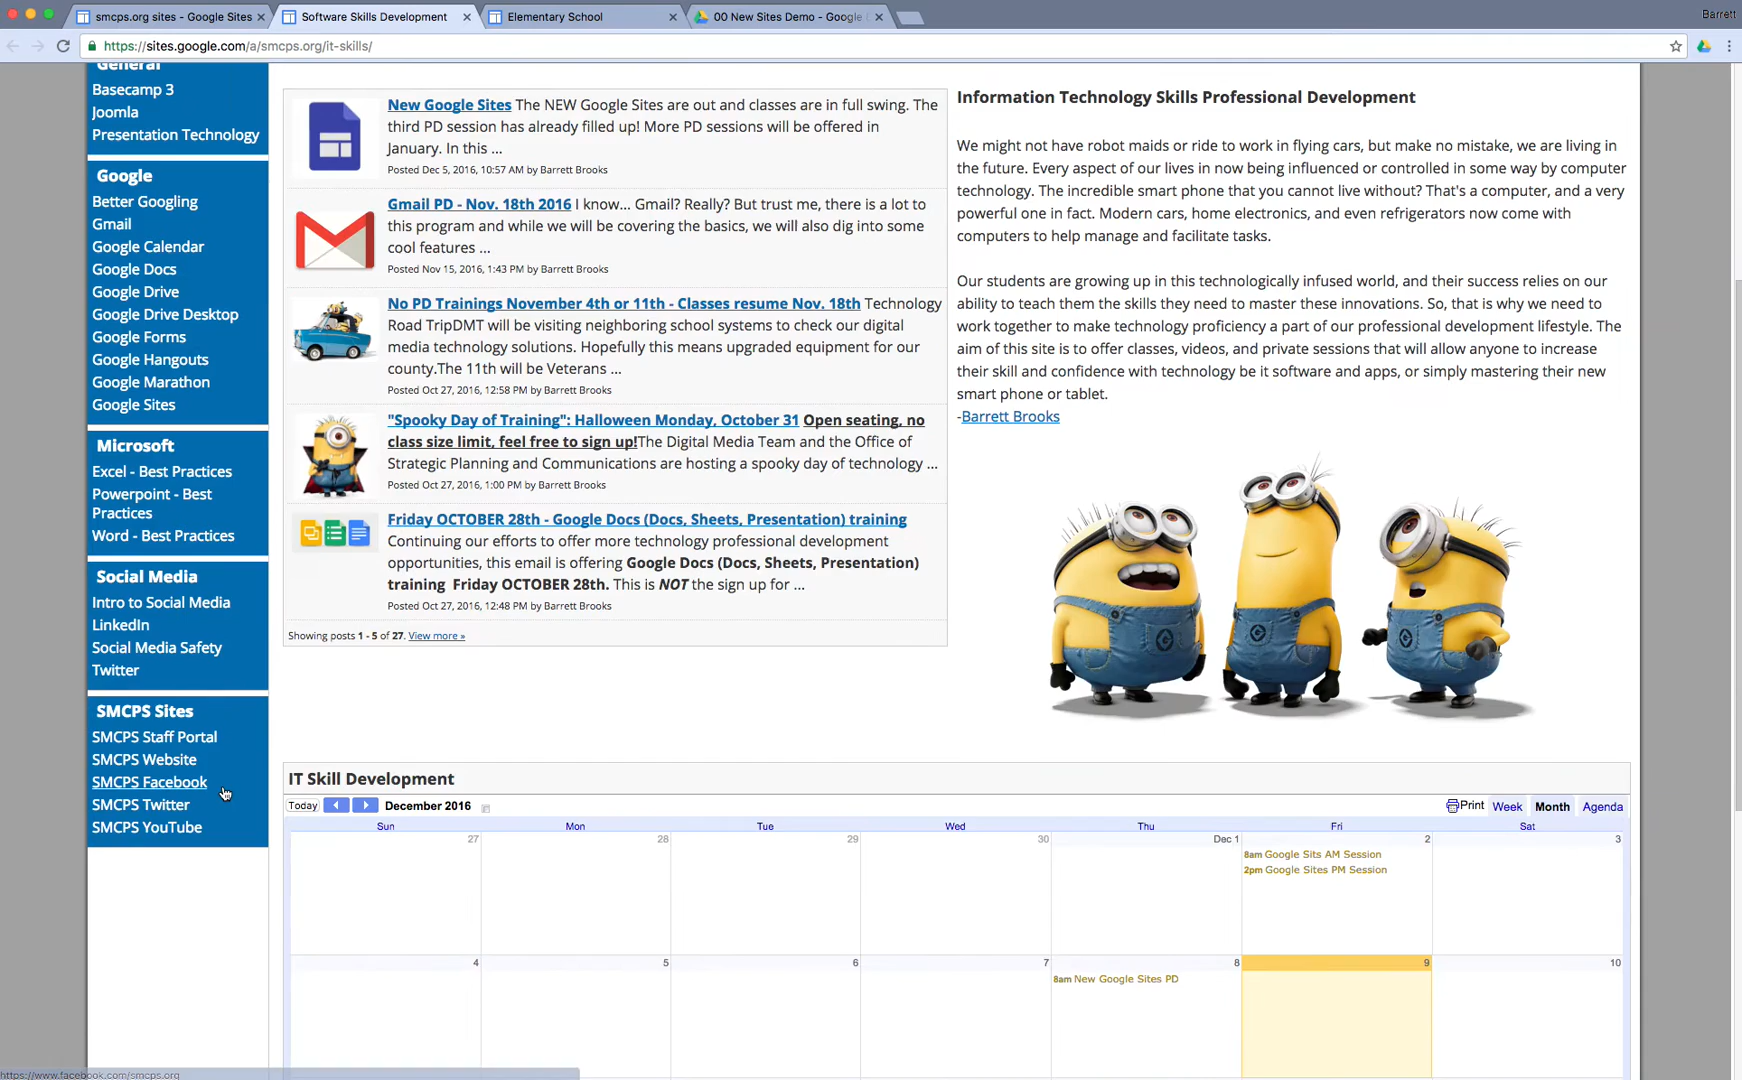 smcps.org sites - Google Sites
Software Skills Development
Elementary School
00 New Sites Demo - Google
Barrett
https://sites.google.com/a/smcps.org/it-skills/
General
Basecamp 3
Joomla
Presentation Technology
Google
Better Googling
Gmail
Google Calendar
Google Docs
Google Drive
Google Drive Desktop
Google Forms
Google Hangouts
Google Marathon
Google Sites
Microsoft
Excel - Best Practices
Powerpoint - Best
Practices
Word - Best Practices
Social Media
Intro to Social Media
LinkedIn
Social Media Safety
Twitter
SMCPS Sites
SMCPS Staff Portal
SMCPS Website
SMCPS Facebook
SMCPS Twitter
SMCPS YouTube
New Google Sites The NEW Google Sites are out and classes are in full swing. The
third PD session has already filled up! More PD sessions will be offered in
January. In this ...
Posted Dec 5, 2016, 10:57 AM by Barrett Brooks
Gmail PD - Nov. 18th 2016 I know... Gmail? Really? But trust me, there is a lot to
this program and while we will be covering the basics, we will also dig into some
cool features ...
Posted Nov 15, 2016, 1:43 PM by Barrett Brooks
No PD Trainings November 4th or 11th - Classes resume Nov. 18th Technology
Road TripDMT will be visiting neighboring school systems to check our digital
media technology solutions. Hopefully this means upgraded equipment for our
county.The 11th will be Veterans ...
Posted Oct 27, 2016, 12:58 PM by Barrett Brooks
"Spooky Day of Training": Halloween Monday, October 31 Open seating, no
class size limit, feel free to sign up!The Digital Media Team and the Office of
Strategic Planning and Communications are hosting a spooky day of technology ...
Posted Oct 27, 2016, 1:00 PM by Barrett Brooks
Friday OCTOBER 28th - Google Docs (Docs, Sheets, Presentation) training
Continuing our efforts to offer more technology professional development
opportunities, this email is offering Google Docs (Docs, Sheets, Presentation)
training Friday OCTOBER 28th. This is NOT the sign up for ...
Posted Oct 27, 2016, 12:48 PM by Barrett Brooks
Showing posts 1 - 5 of 27. View more »
Information Technology Skills Professional Development
We might not have robot maids or ride to work in flying cars, but make no mistake, we are living in
the future. Every aspect of our lives in now being influenced or controlled in some way by computer
technology. The incredible smart phone that you cannot live without? That's a computer, and a very
powerful one in fact. Modern cars, home electronics, and even refrigerators now come with
computers to help manage and facilitate tasks.
Our students are growing up in this technologically infused world, and their success relies on our
ability to teach them the skills they need to master these innovations. So, that is why we need to
work together to make technology proficiency a part of our professional development lifestyle. The
aim of this site is to offer classes, videos, and private sessions that will allow anyone to increase
their skill and confidence with technology be it software and apps, or simply mastering their new
smart phone or tablet.
-Barrett Brooks
IT Skill Development
Today December 2016 Print Week Month Agenda
Sun Mon Tue Wed Thu Fri Sat
27 28 29 30 Dec 1 2 3
8am Google Sits AM Session
2pm Google Sites PM Session
4 5 6 7 8 9 10
8am New Google Sites PD
https://www.facebook.com/smcps.org